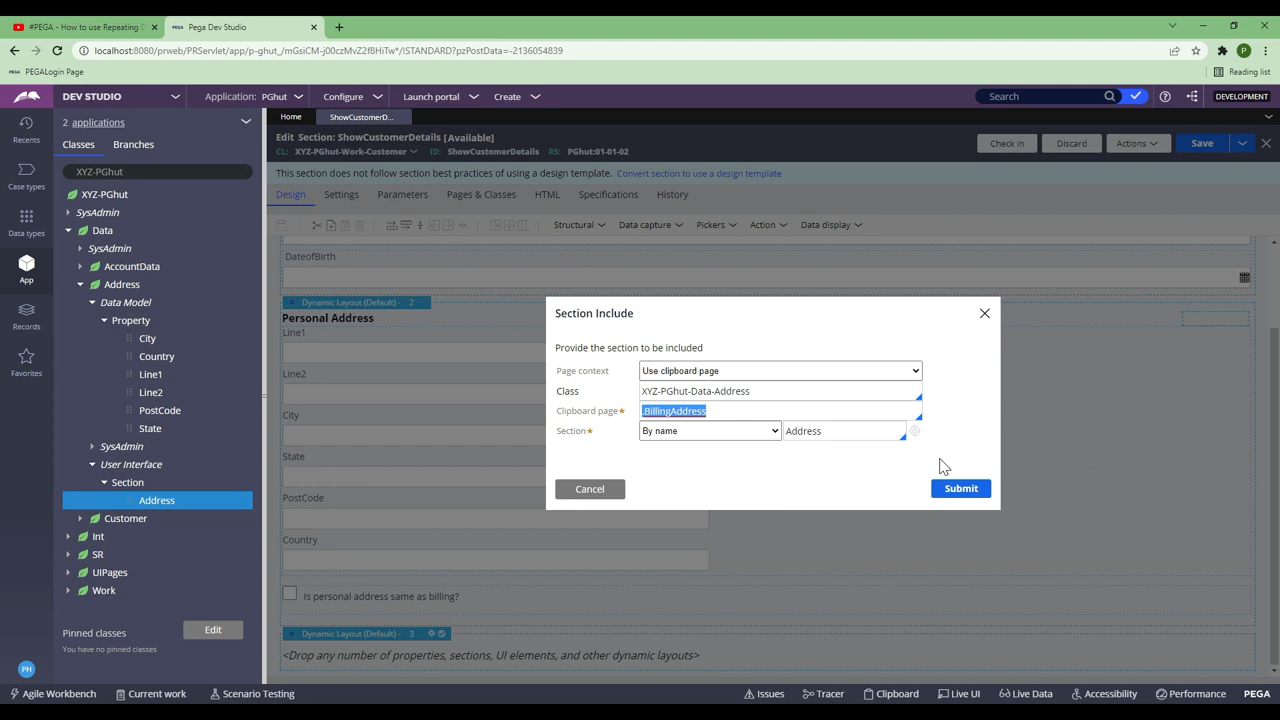 #PEGA - How to use Repeating D
Pega Dev Studio
localhost:8080/prweb/PRServlet/app/p-ghut_/mGsiCM-j00czMvZ2f8HiTw*/!STANDARD?pzPostData=-2136054839
PEGALogin Page
Reading list
DEV STUDIO
Application: PGhut
Configure
Launch portal
Create
Search
DEVELOPMENT
Recents
Case types
Data types
App
Records
Favorites
PH
2 applications
Classes
Branches
XYZ-PGhut
XYZ-PGhut
SysAdmin
Data
SysAdmin
AccountData
Address
Data Model
Property
City
Country
Line1
Line2
PostCode
State
SysAdmin
User Interface
Section
Address
Customer
Int
SR
UIPages
Work
Pinned classes
Edit
You have no pinned classes
Home
ShowCustomerD...
Edit Section: ShowCustomerDetails [Available]
CL: XYZ-PGhut-Work-Customer
ID: ShowCustomerDetails
RS: PGhut:01-01-02
Check in
Discard
Actions
Save
This section does not follow section best practices of using a design template. Convert section to use a design template
Design
Settings
Parameters
Pages & Classes
HTML
Specifications
History
Structural
Data capture
Pickers
Action
Data display
DateofBirth
Dynamic Layout (Default) - 2
Personal Address
Line1
Line2
City
State
PostCode
Country
Is personal address same as billing?
Dynamic Layout (Default) - 3
<Drop any number of properties, sections, UI elements, and other dynamic layouts>
Section Include
Provide the section to be included
Page context
Use clipboard page
Class
XYZ-PGhut-Data-Address
Clipboard page*
.BillingAddress
Section*
By name
Address
Cancel
Submit
Agile Workbench
Current work
Scenario Testing
Issues
Tracer
Clipboard
Live UI
Live Data
Accessibility
Performance
PEGA